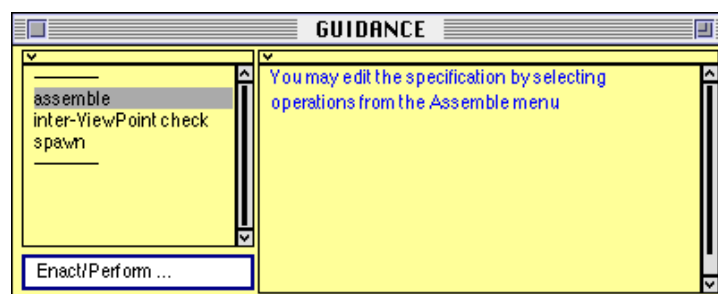 GUIDANCE
assemble
inter-ViewPoint check
spawn
Enact/Perform ...
You may edit the specification by selecting
operations from the Assemble menu